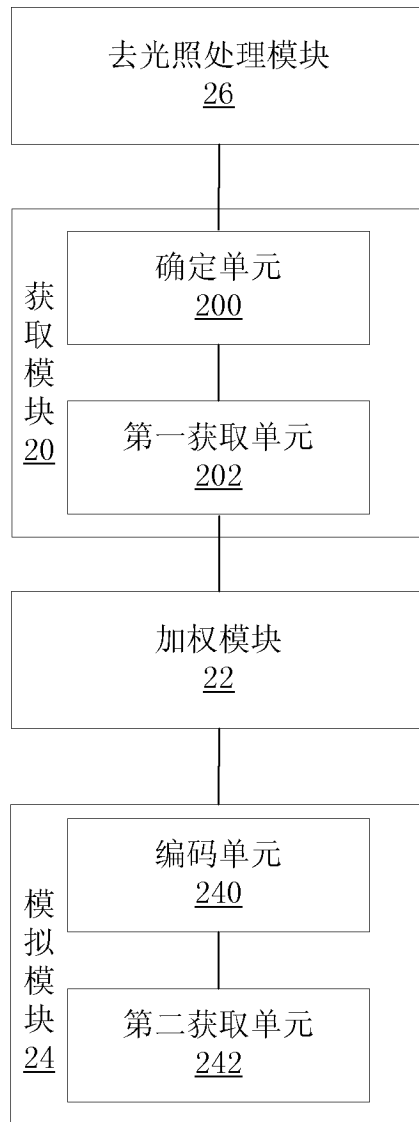 去光照处理模块
26
获取模块
20
确定单元
200
第一获取单元
202
加权模块
22
模拟模块
24
编码单元
240
第二获取单元
242